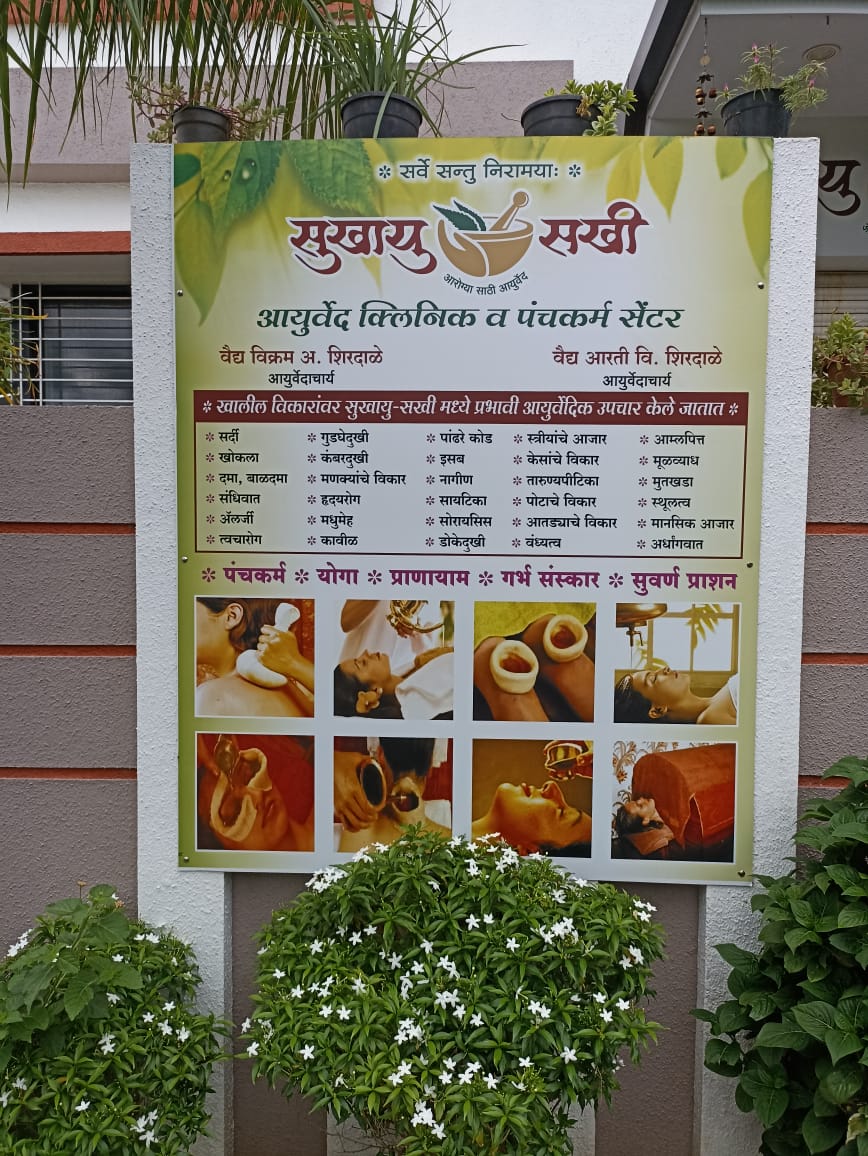 * सर्वे सन्तु निरामयाः *
सुखायु सखी
आरोग्या साठी आयुर्वेद
आयुर्वेद क्लिनिक व पंचकर्म सेंटर
वैद्य विक्रम अ. शिरदाळे वैद्य आरती वि. शिरदाळे
आयुर्वेदाचार्य आयुर्वेदाचार्य
* खालील विकारांवर सुखायु-सखी मध्ये प्रभावी आयुर्वेदिक उपचार केले जातात *
* सर्दी * गुडघेदुखी * पांढरे कोड * स्त्रीयांचे आजार * आम्लपित्त
* खोकला * कंबरदुखी * इसब * केसांचे विकार * मूळव्याध
* दमा, बाळदमा * मणक्यांचे विकार * नागीण * तारुण्यपीटिका * मुतखडा
* संधिवात * हृदयरोग * सायटिका * पोटाचे विकार * स्थूलत्व
* ॲलर्जी * मधुमेह * सोरायसिस * आतड्याचे विकार * मानसिक आजार
* त्वचारोग * कावीळ * डोकेदुखी * वंध्यत्व * अर्धांगवात
* पंचकर्म * योगा * प्राणायाम * गर्भ संस्कार * सुवर्ण प्राशन